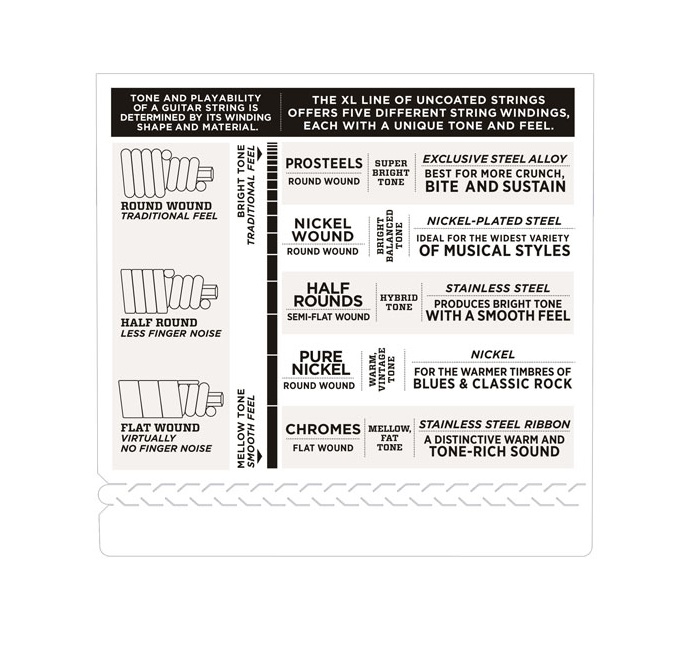 TONE AND PLAYABILITY
OF A GUITAR STRING IS
DETERMINED BY ITS WINDING
SHAPE AND MATERIAL.
THE XL LINE OF UNCOATED STRINGS
OFFERS FIVE DIFFERENT STRING WINDINGS,
EACH WITH A UNIQUE TONE AND FEEL.
ROUND WOUND
TRADITIONAL FEEL
HALF ROUND
LESS FINGER NOISE
FLAT WOUND
VIRTUALLY
NO FINGER NOISE
BRIGHT TONE
TRADITIONAL FEEL
MELLOW TONE
SMOOTH FEEL
PROSTEELS
ROUND WOUND
SUPER
BRIGHT
TONE
EXCLUSIVE STEEL ALLOY
BEST FOR MORE CRUNCH,
BITE AND SUSTAIN
NICKEL
WOUND
ROUND WOUND
BRIGHT
BALANCED
TONE
NICKEL-PLATED STEEL
IDEAL FOR THE WIDEST VARIETY
OF MUSICAL STYLES
HALF
ROUNDS
SEMI-FLAT WOUND
HYBRID
TONE
STAINLESS STEEL
PRODUCES BRIGHT TONE
WITH A SMOOTH FEEL
PURE
NICKEL
ROUND WOUND
WARM,
VINTAGE
TONE
NICKEL
FOR THE WARMER TIMBRES OF
BLUES & CLASSIC ROCK
CHROMES
FLAT WOUND
MELLOW,
FAT
TONE
STAINLESS STEEL RIBBON
A DISTINCTIVE WARM AND
TONE-RICH SOUND